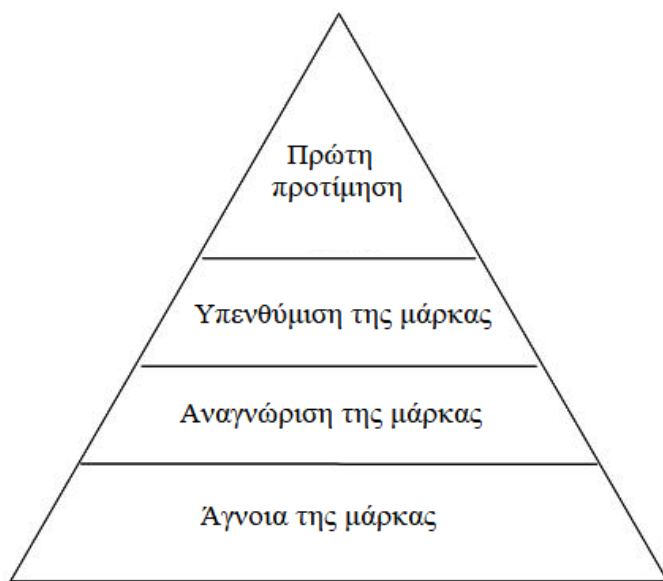 Πρώτη
προτίμηση
Υπενθύμιση της μάρκας
Αναγνώριση της μάρκας
Άγνοια της μάρκας